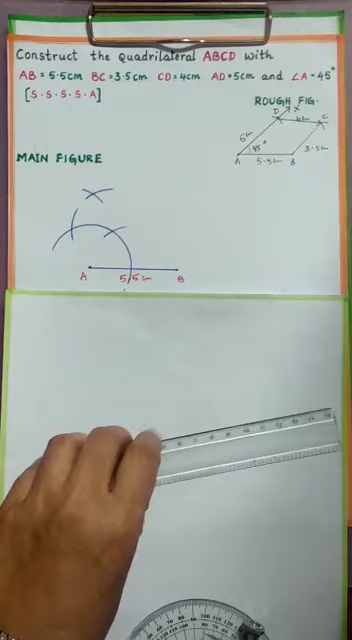 Construct the Quadrilateral ABCD with
AB = 5.5cm BC = 3.5cm CD = 4cm AD = 5cm and ∠A = 45°
[S.S.S.S.A]
ROUGH FIG.
D X
4cm C
5cm
45°
3.5cm
A B
5.5cm
MAIN FIGURE
A 5.5cm B